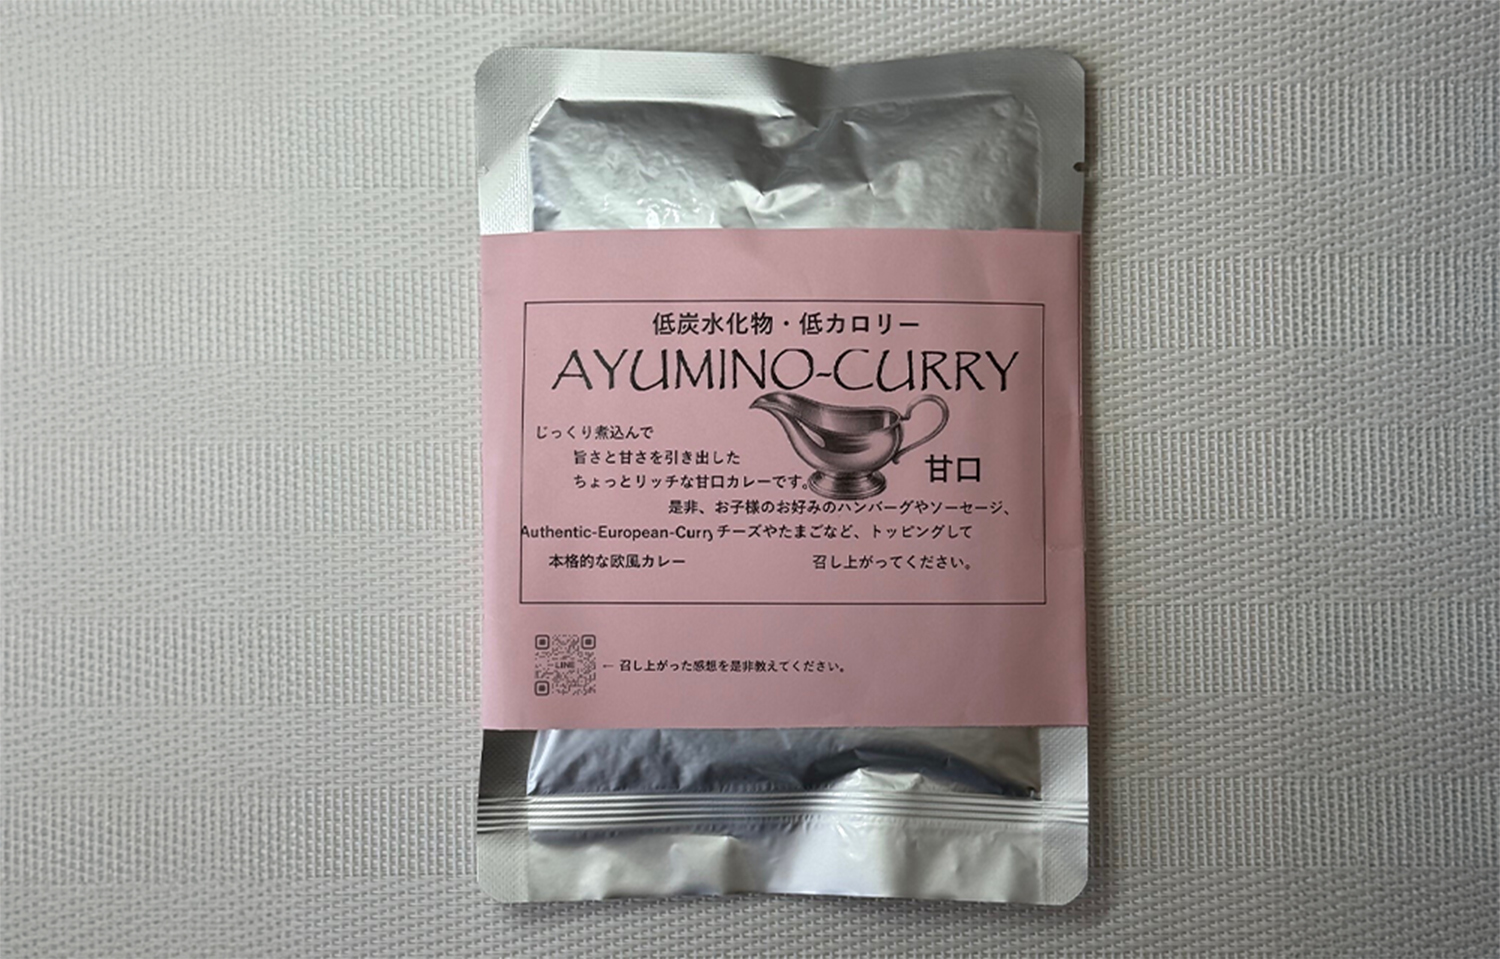 低炭水化物・低カロリー
AYUMINO-CURRY
じっくり煮込んで
旨さと甘さを引き出した
ちょっとリッチな甘口カレーです。
甘口
是非、お子様のお好みのハンバーグやソーセージ、
チーズやたまごなど、トッピングして
召し上がってください。
Authentic-European-Curry
本格的な欧風カレー
LINE
← 召し上がった感想を是非教えてください。